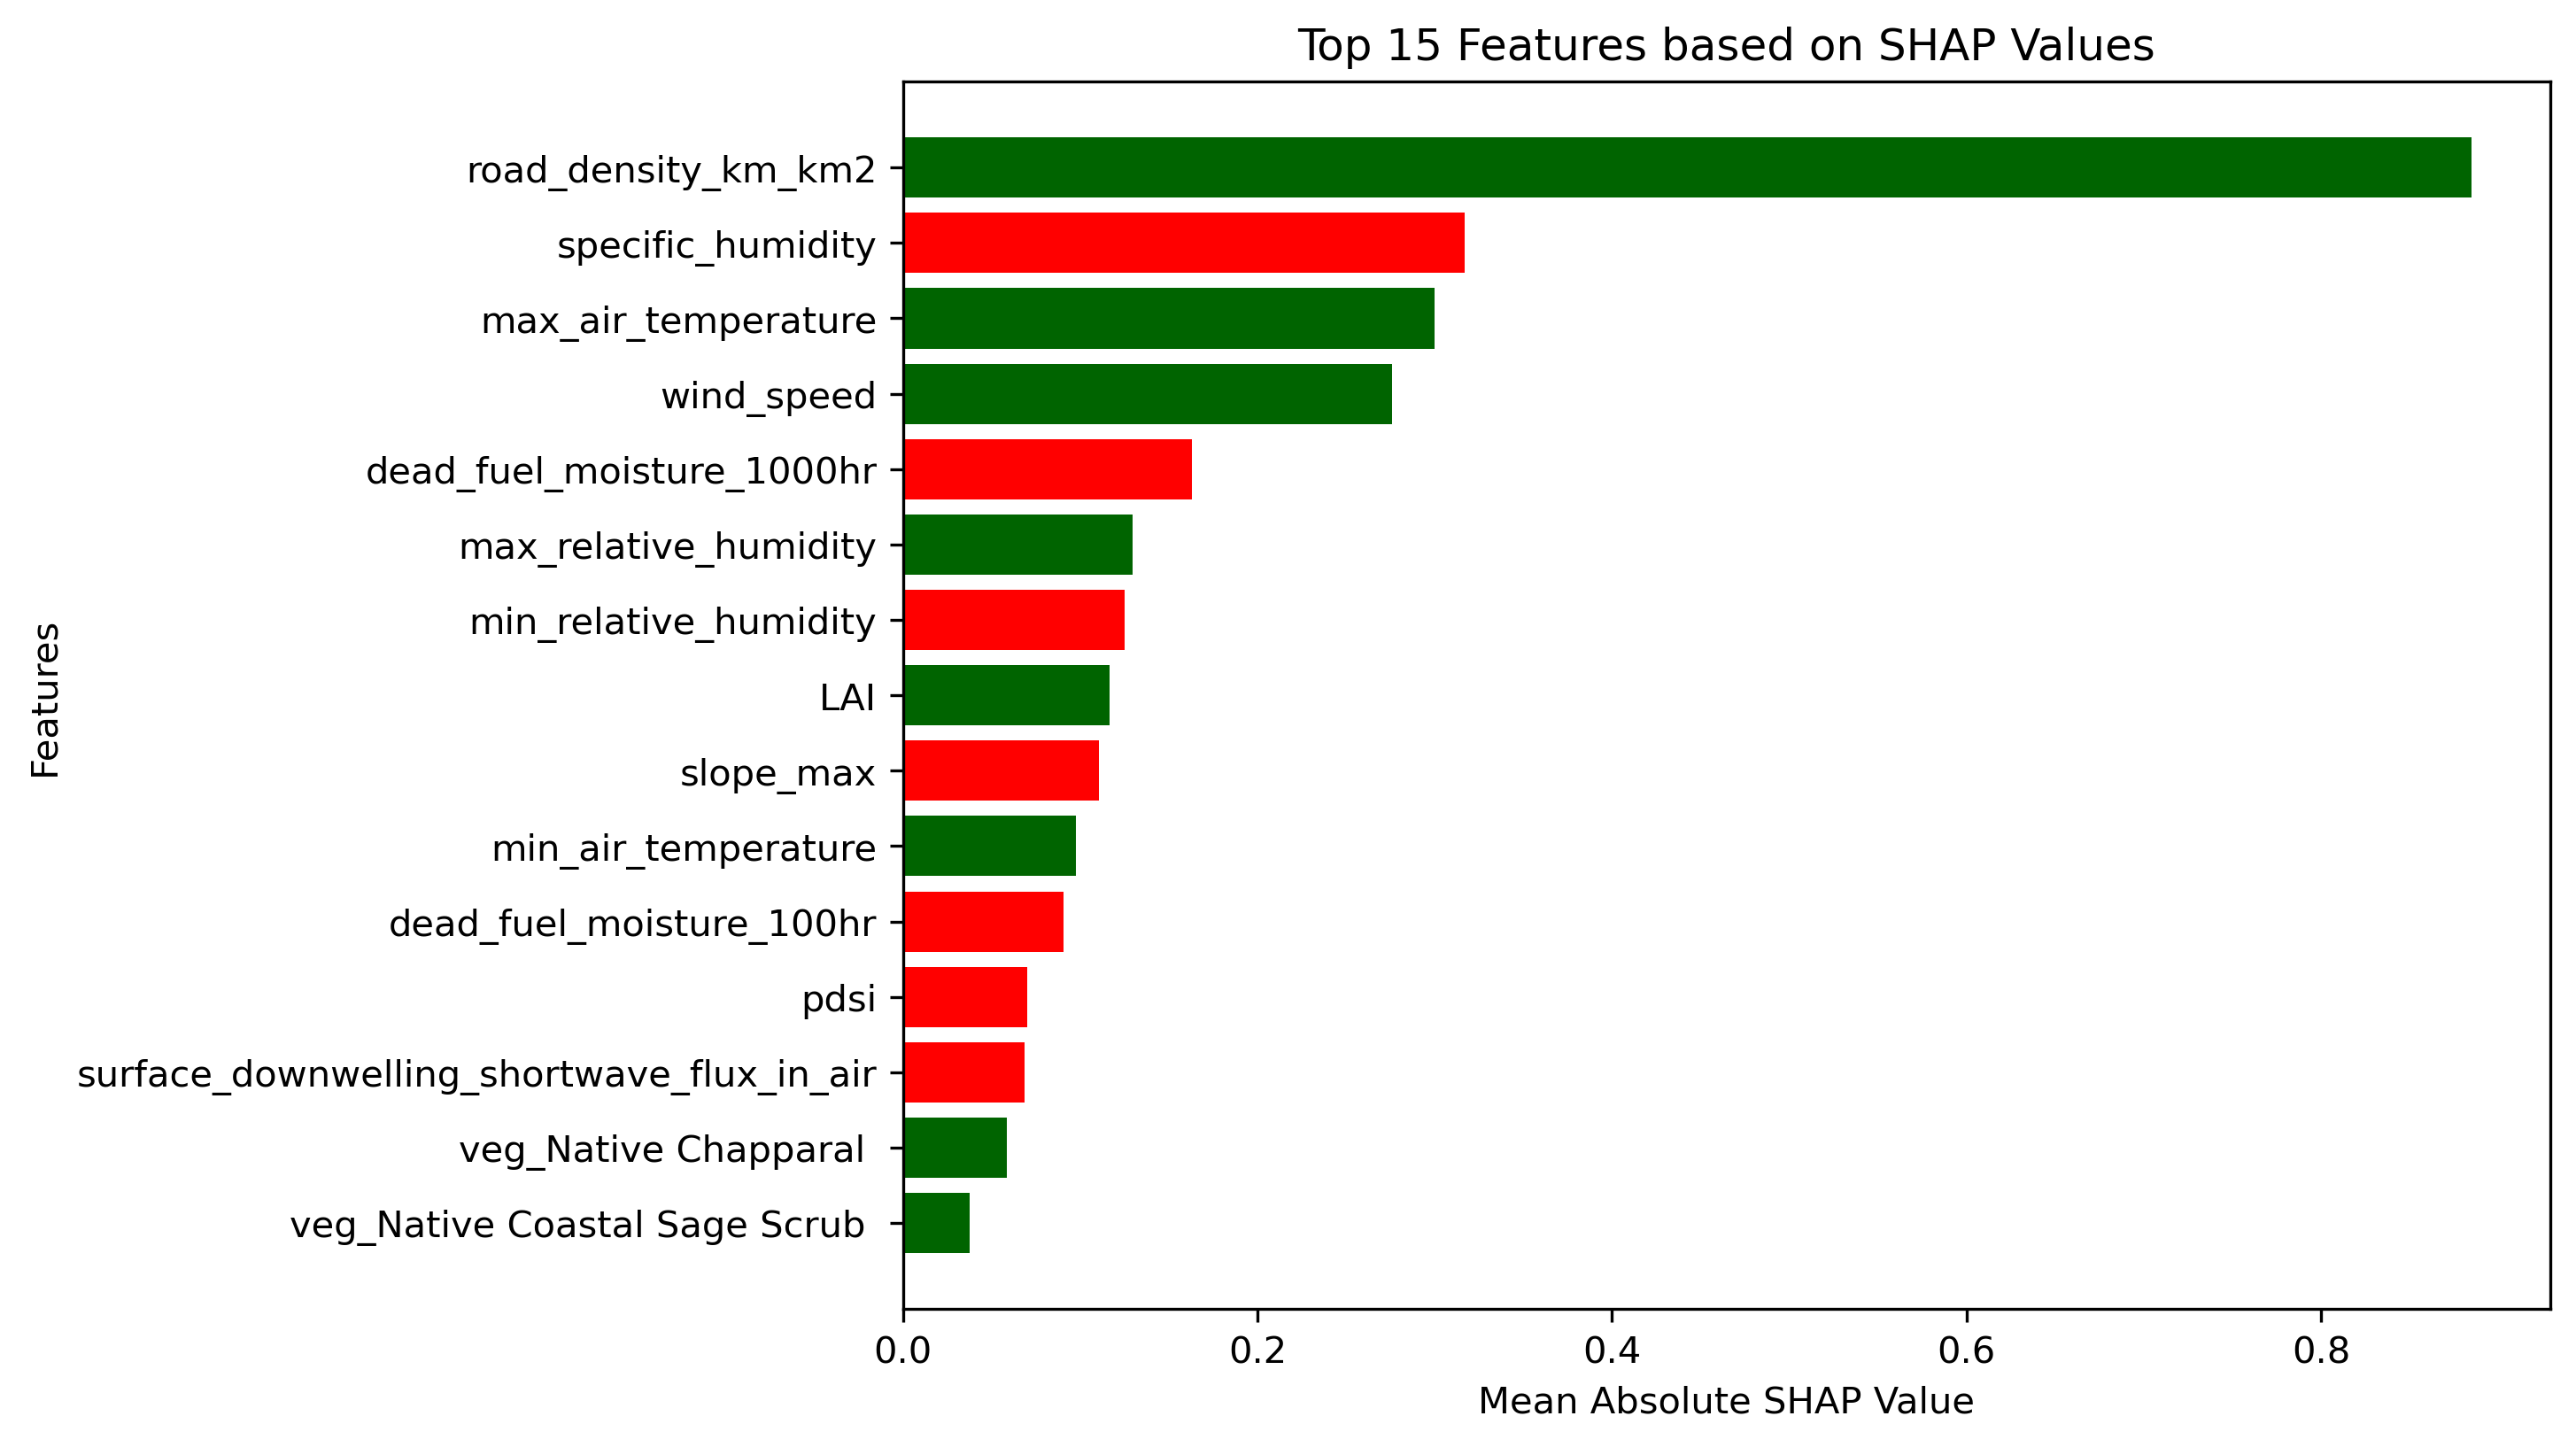 Top 15 Features based on SHAP Values
Features
road_density_km_km2
specific_humidity
max_air_temperature
wind_speed
dead_fuel_moisture_1000hr
max_relative_humidity
min_relative_humidity
LAI
slope_max
min_air_temperature
dead_fuel_moisture_100hr
pdsi
surface_downwelling_shortwave_flux_in_air
veg_Native Chapparal
veg_Native Coastal Sage Scrub
0.0 0.2 0.4 0.6 0.8
Mean Absolute SHAP Value